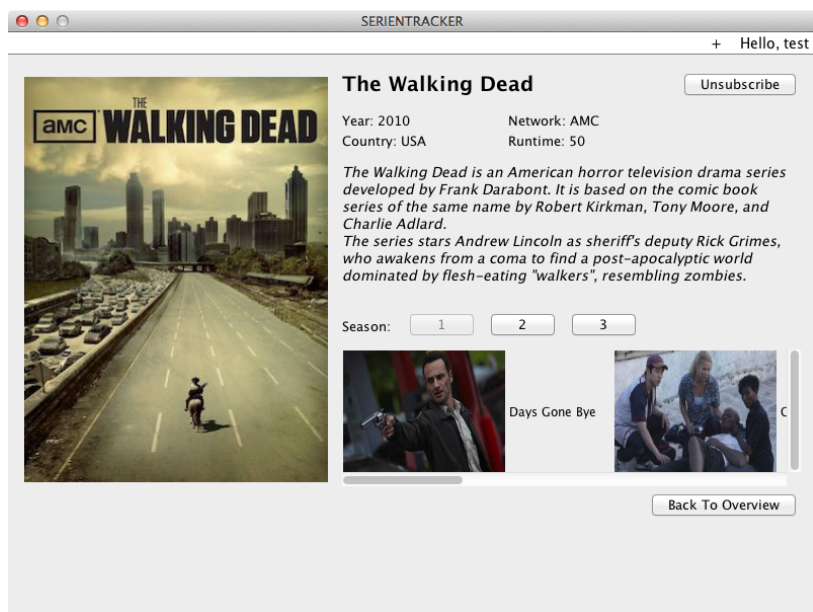 SERIENTRACKER
+ Hello, test
THE
aMC WALKING DEAD
The Walking Dead
Unsubscribe
Year: 2010 Network: AMC
Country: USA Runtime: 50
The Walking Dead is an American horror television drama series
developed by Frank Darabont. It is based on the comic book
series of the same name by Robert Kirkman, Tony Moore, and
Charlie Adlard.
The series stars Andrew Lincoln as sheriff's deputy Rick Grimes,
who awakens from a coma to find a post-apocalyptic world
dominated by flesh-eating "walkers", resembling zombies.
Season: 1 2 3
Days Gone Bye
Back To Overview